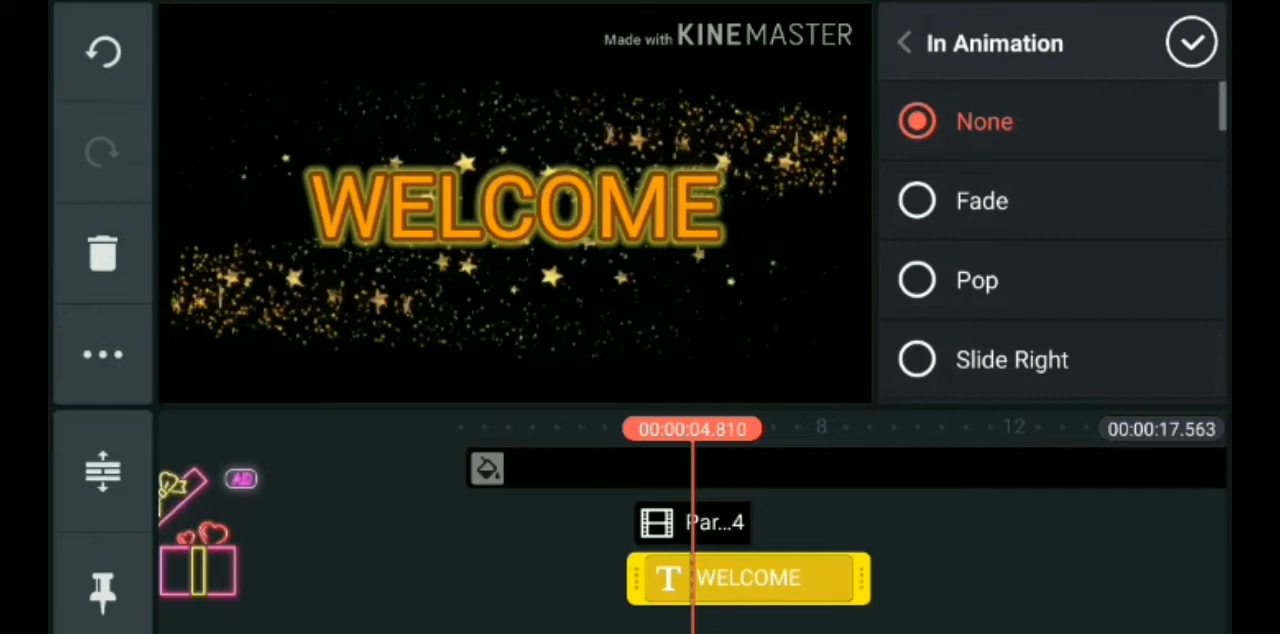 Made with KINEMASTER
WELCOME
In Animation
None
Fade
Pop
Slide Right
00:00:04.810
8
12
00:00:17.563
AD
Par...4
T WELCOME